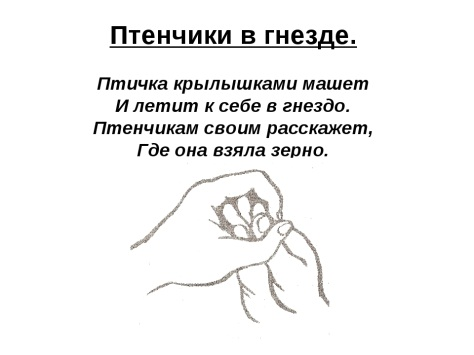 Птенчики в гнезде.
Птичка крылышками машет
И летит к себе в гнездо.
Птенчикам своим расскажет,
Где она взяла зерно.